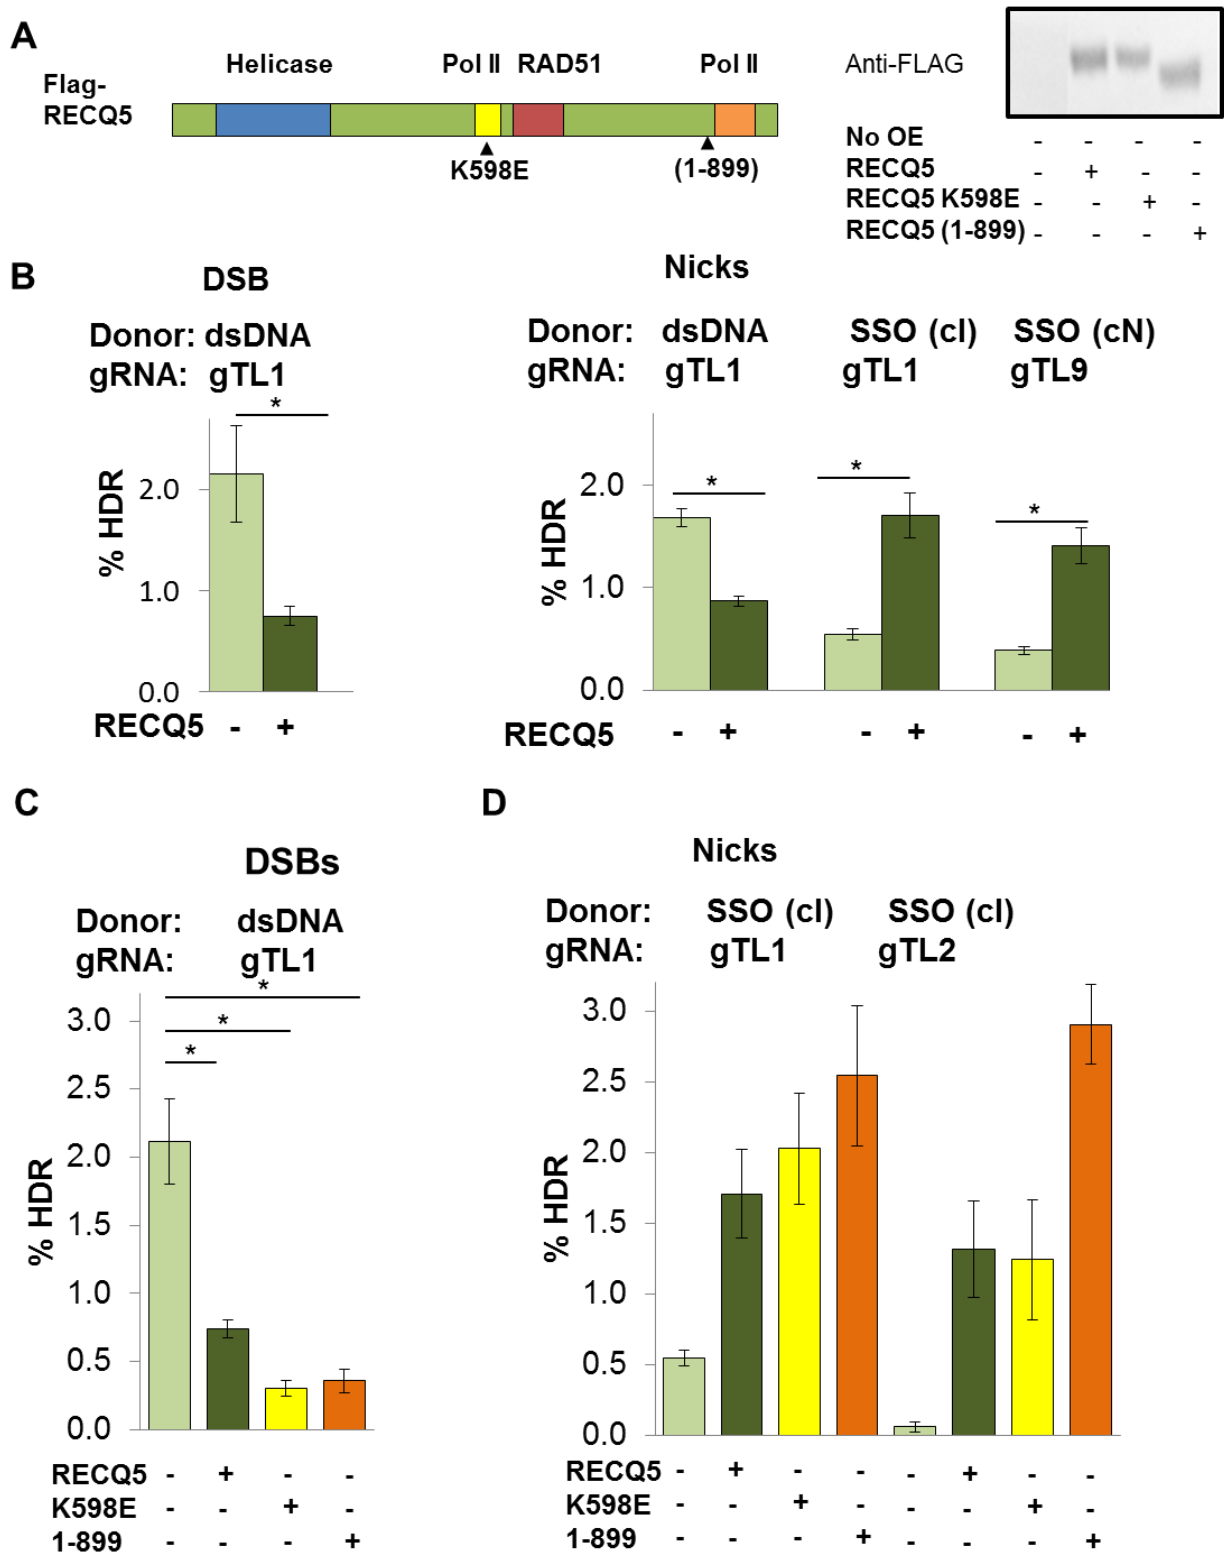 A
Helicase Pol II RAD51 Pol II
Flag-
RECQ5
K598E (1-899)
Anti-FLAG
No OE - - - -
RECQ5 - + - -
RECQ5 K598E - - + -
RECQ5 (1-899) - - - +
B
DSB
Donor: dsDNA
gRNA: gTL1
*
% HDR
2.0
1.0
0.0
RECQ5 - +
Nicks
Donor: dsDNA SSO (cI) SSO (cN)
gRNA: gTL1 gTL1 gTL9
* * *
% HDR
2.0
1.0
0.0
RECQ5 - + - + - +
C
DSBs
Donor: dsDNA
gRNA: gTL1
*
*
*
% HDR
3.0
2.5
2.0
1.5
1.0
0.5
0.0
RECQ5 - + - -
K598E - - + -
1-899 - - - +
D
Nicks
Donor: SSO (cI) SSO (cI)
gRNA: gTL1 gTL2
% HDR
3.0
2.5
2.0
1.5
1.0
0.5
0.0
RECQ5 - + - - - + - -
K598E - - + - - - + -
1-899 - - - + - - - +